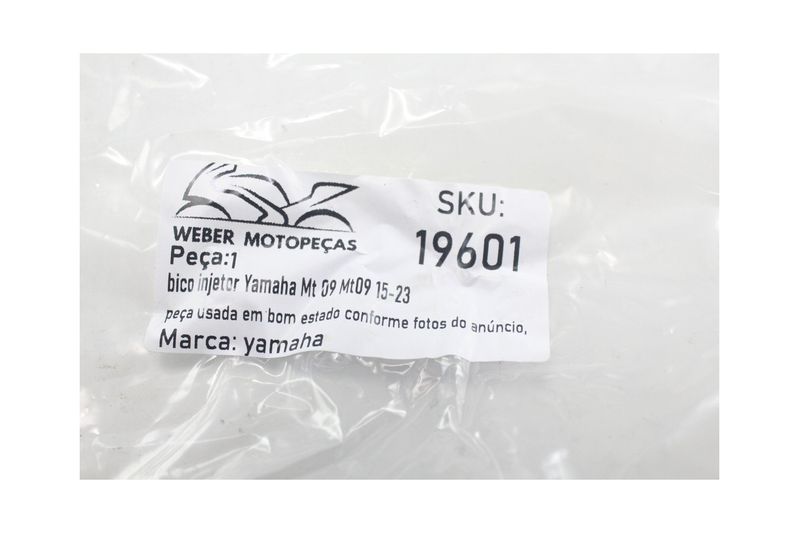 WEBER MOTOPEÇAS
SKU:
19601
Peça:1
bico injetor Yamaha Mt 09 Mt09 15-23
peça usada em bom estado conforme fotos do anúncio,
Marca: yamaha